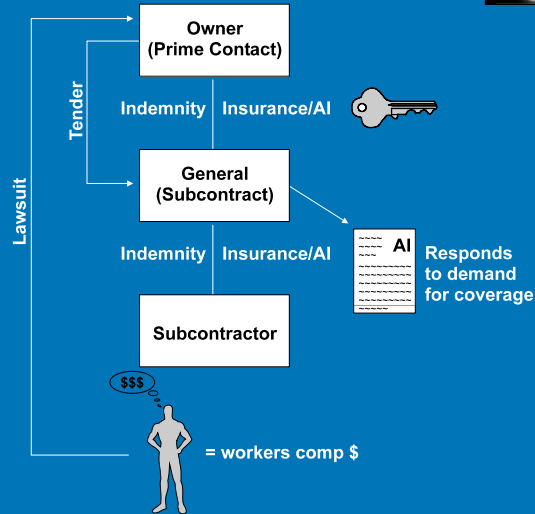 Owner
(Prime Contact)
Tender
Indemnity
Insurance/AI
General
(Subcontract)
Lawsuit
Indemnity
Insurance/AI
AI
Responds
to demand
for coverage
Subcontractor
$$$
= workers comp $